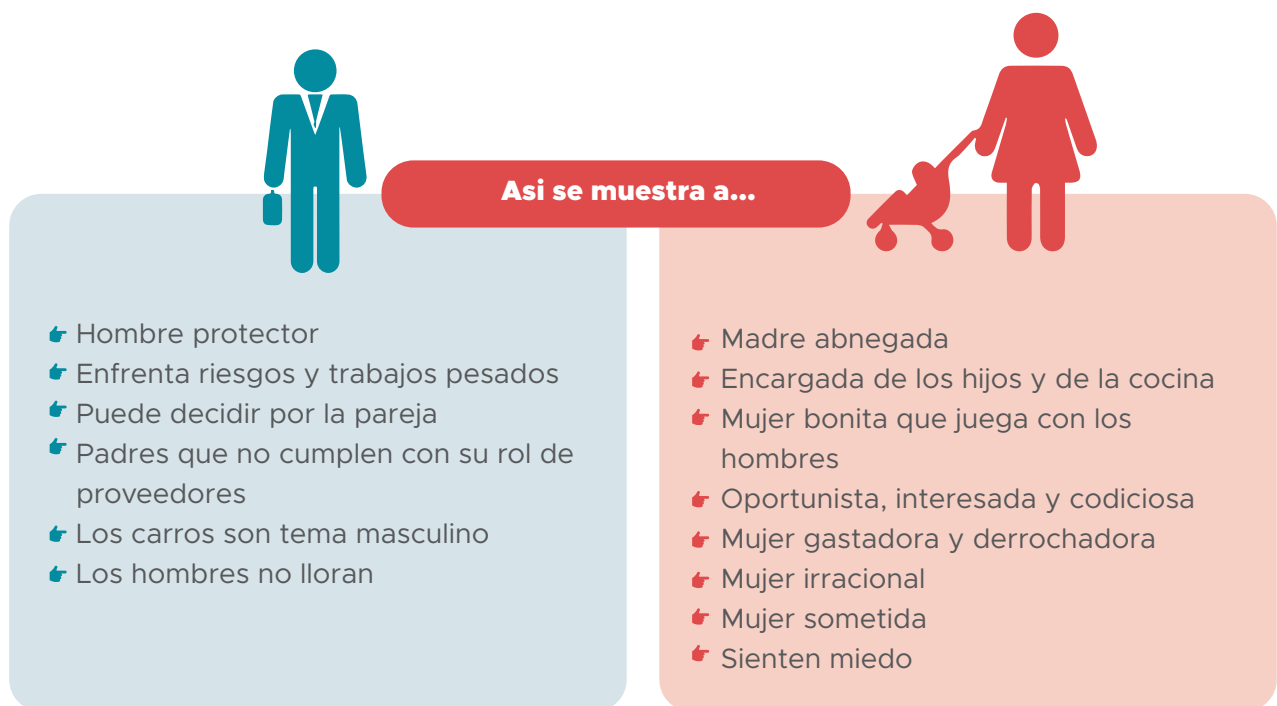 Asi se muestra a...
Hombre protector
Enfrenta riesgos y trabajos pesados
Puede decidir por la pareja
Padres que no cumplen con su rol de
proveedores
Los carros son tema masculino
Los hombres no lloran
Madre abnegada
Encargada de los hijos y de la cocina
Mujer bonita que juega con los
hombres
Oportunista, interesada y codiciosa
Mujer gastadora y derrochadora
Mujer irracional
Mujer sometida
Sienten miedo